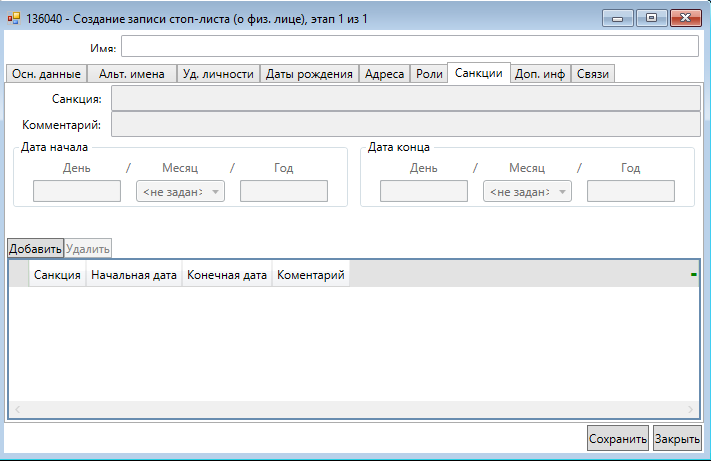 136040 - Создание записи стоп-листа (о физ. лице), этап 1 из 1
Имя:
Осн. данные Альт. имена Уд. личности Даты рождения Адреса Роли Санкции Доп. инф Связи
Санкция:
Комментарий:
Дата начала Дата конца
День / Месяц / Год День / Месяц / Год
<не задан> <не задан>
Добавить Удалить
Санкция Начальная дата Конечная дата Коментарий
Сохранить Закрыть